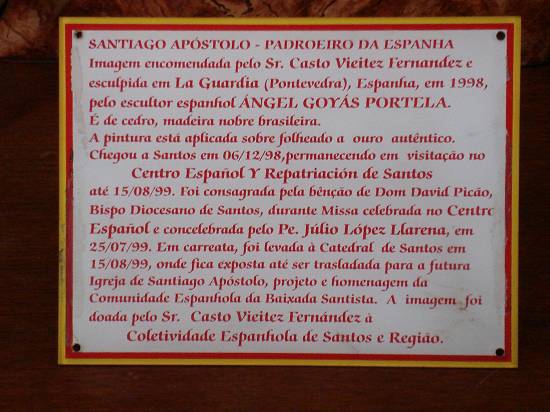 SANTIAGO APÓSTOLO - PADROEIRO DA ESPANHA
Imagem encomendada pelo Sr. Casto Vieitez Fernandez e
esculpida em La Guardia (Pontevedra), Espanha, em 1998,
pelo escultor espanhol ÁNGEL GOYÁS PORTELA.
É de cedro, madeira nobre brasileira.
A pintura está aplicada sobre folheado a ouro autêntico.
Chegou a Santos em 06/12/98,permanecendo em visitação no
Centro Español Y Repatriación de Santos
até 15/08/99. Foi consagrada pela bênção de Dom David Picão,
Bispo Diocesano de Santos, durante Missa celebrada no Centro
Español e concelebrada pelo Pe. Júlio López Llarena, em
25/07/99. Em carreata, foi levada à Catedral de Santos em
15/08/99, onde fica exposta até ser trasladada para a futura
Igreja de Santiago Apóstolo, projeto e homenagem da
Comunidade Espanhola da Baixada Santista. A imagem foi
doada pelo Sr. Casto Vieitez Fernández à
Coletividade Espanhola de Santos e Região.